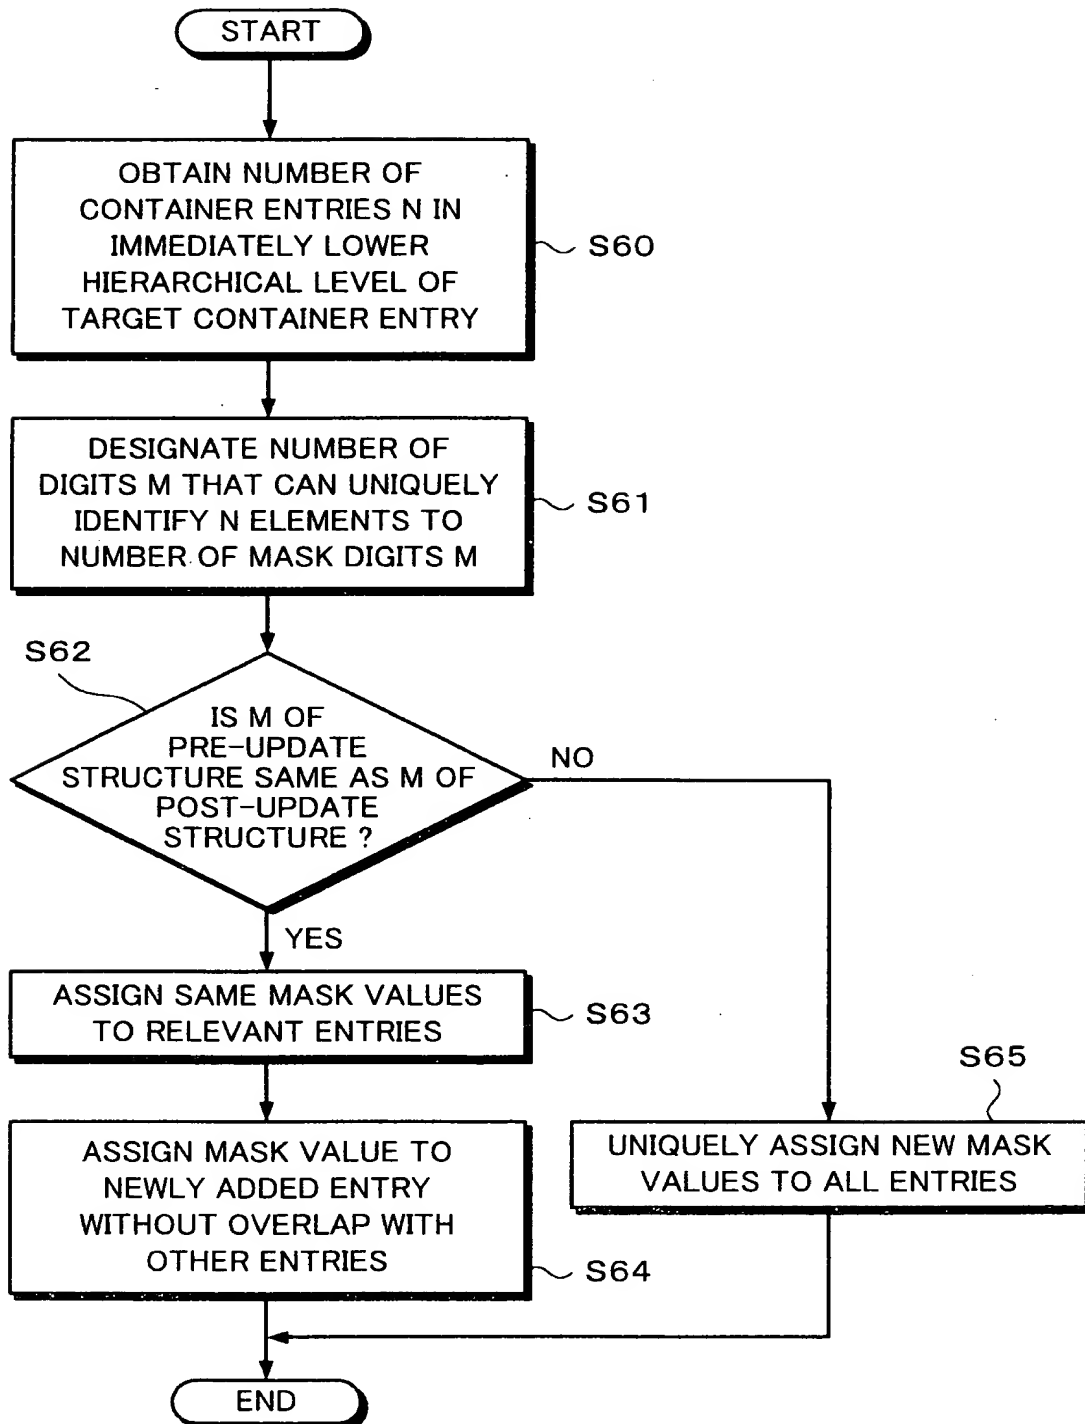 START
OBTAIN NUMBER OF
CONTAINER ENTRIES N IN
IMMEDIATELY LOWER
HIERARCHICAL LEVEL OF
TARGET CONTAINER ENTRY
S60
DESIGNATE NUMBER OF
DIGITS M THAT CAN UNIQUELY
IDENTIFY N ELEMENTS TO
NUMBER OF MASK DIGITS M
S61
S62
IS M OF
PRE-UPDATE
STRUCTURE SAME AS M OF
POST-UPDATE
STRUCTURE ?
NO
YES
ASSIGN SAME MASK VALUES
TO RELEVANT ENTRIES
S63
S65
ASSIGN MASK VALUE TO
NEWLY ADDED ENTRY
WITHOUT OVERLAP WITH
OTHER ENTRIES
S64
UNIQUELY ASSIGN NEW MASK
VALUES TO ALL ENTRIES
END